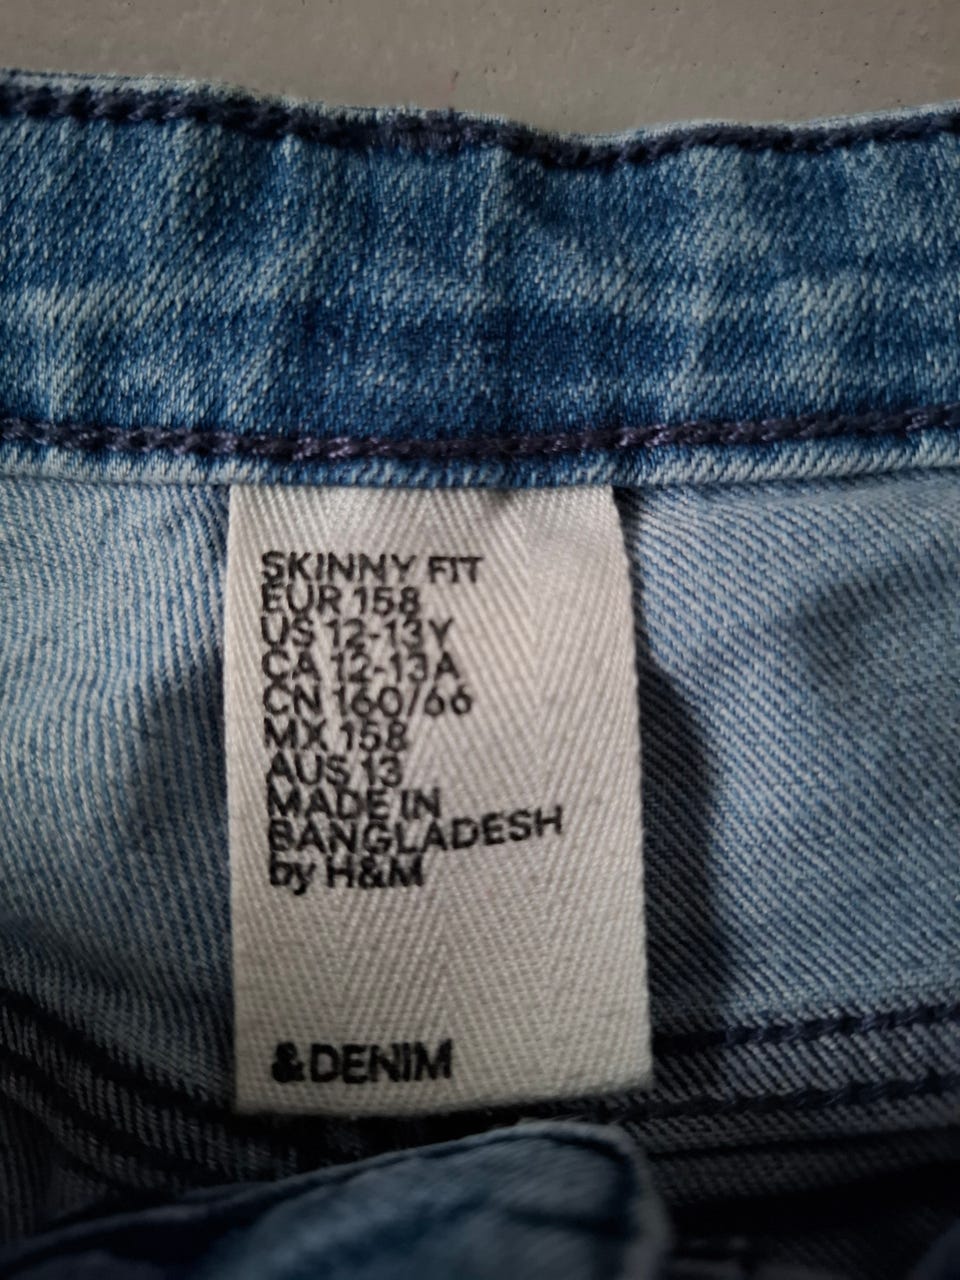 SKINNY FIT
EUR 158
US 12-13Y
CA 12-13A
CN 160/66
MX 158
AUS 13
MADE IN
BANGLADESH
by H&M
&DENIM